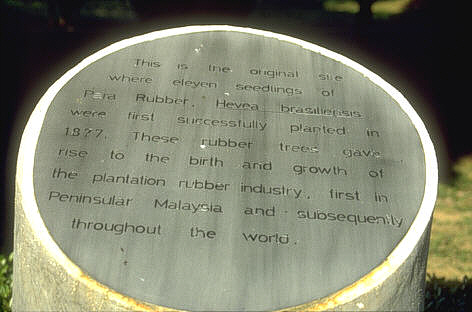 This is the original site
where eleven seedlings of
Para Rubber, Hevea brasiliensis
were first successfully planted in
1877. These rubber trees gave
rise to the birth and growth of
the plantation rubber industry, first in
Peninsular Malaysia and subsequently
throughout the world.